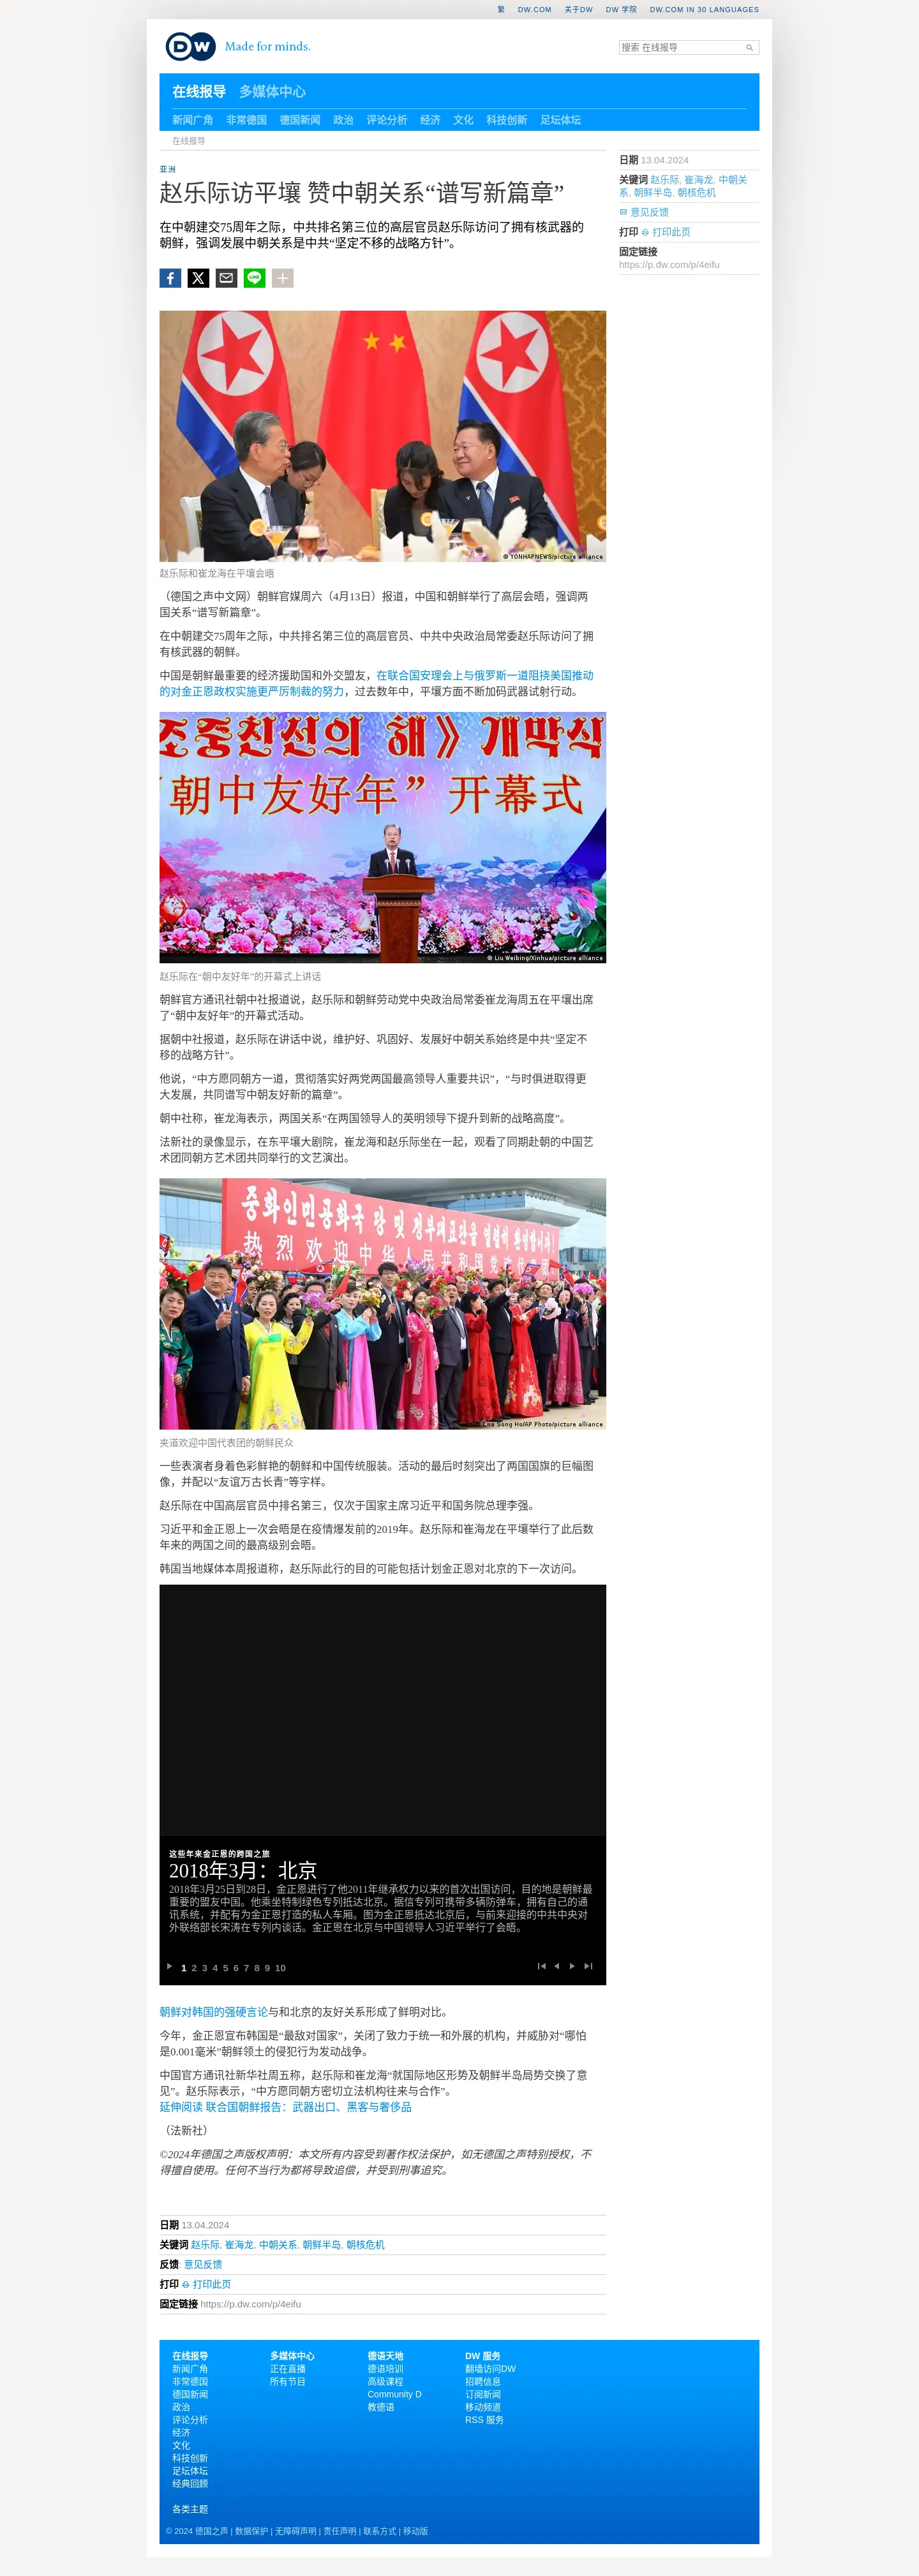 繁 DW.COM 关于DW DW 学院 DW.COM IN 30 LANGUAGES
DW Made for minds.
搜索 在线报导
在线报导 多媒体中心
新闻广角 非常德国 德国新闻 政治 评论分析 经济 文化 科技创新 足坛体坛
在线报导
亚洲
赵乐际访平壤 赞中朝关系“谱写新篇章”
在中朝建交75周年之际，中共排名第三位的高层官员赵乐际访问了拥有核武器的
朝鲜，强调发展中朝关系是中共“坚定不移的战略方针”。
日期 13.04.2024
关键词 赵乐际, 崔海龙, 中朝关
系, 朝鲜半岛, 朝核危机
意见反馈
打印 打印此页
固定链接
https://p.dw.com/p/4eifu
LINE
© YONHAPNEWS/picture alliance
赵乐际和崔龙海在平壤会晤
（德国之声中文网）朝鲜官媒周六（4月13日）报道，中国和朝鲜举行了高层会晤，强调两
国关系“谱写新篇章”。
在中朝建交75周年之际，中共排名第三位的高层官员、中共中央政治局常委赵乐际访问了拥
有核武器的朝鲜。
中国是朝鲜最重要的经济援助国和外交盟友，在联合国安理会上与俄罗斯一道阻挠美国推动
的对金正恩政权实施更严厉制裁的努力，过去数年中，平壤方面不断加码武器试射行动。
조중친선의 해》개막식
朝中友好年”开幕式
© Liu Weibing/Xinhua/picture alliance
赵乐际在“朝中友好年”的开幕式上讲话
朝鲜官方通讯社朝中社报道说，赵乐际和朝鲜劳动党中央政治局常委崔龙海周五在平壤出席
了“朝中友好年”的开幕式活动。
据朝中社报道，赵乐际在讲话中说，维护好、巩固好、发展好中朝关系始终是中共“坚定不
移的战略方针”。
他说，“中方愿同朝方一道，贯彻落实好两党两国最高领导人重要共识”，“与时俱进取得更
大发展，共同谱写中朝友好新的篇章”。
朝中社称，崔龙海表示，两国关系“在两国领导人的英明领导下提升到新的战略高度”。
法新社的录像显示，在东平壤大剧院，崔龙海和赵乐际坐在一起，观看了同期赴朝的中国艺
术团同朝方艺术团共同举行的文艺演出。
중화인민공화국 당 및 정부대표단을 열렬히 환영합니다!
热烈欢迎中华人民共和国党政代表团
Cha Song Ho/AP Photo/picture alliance
夹道欢迎中国代表团的朝鲜民众
一些表演者身着色彩鲜艳的朝鲜和中国传统服装。活动的最后时刻突出了两国国旗的巨幅图
像，并配以“友谊万古长青”等字样。
赵乐际在中国高层官员中排名第三，仅次于国家主席习近平和国务院总理李强。
习近平和金正恩上一次会晤是在疫情爆发前的2019年。赵乐际和崔海龙在平壤举行了此后数
年来的两国之间的最高级别会晤。
韩国当地媒体本周报道称，赵乐际此行的目的可能包括计划金正恩对北京的下一次访问。
这些年来金正恩的跨国之旅
2018年3月：北京
2018年3月25日到28日，金正恩进行了他2011年继承权力以来的首次出国访问，目的地是朝鲜最
重要的盟友中国。他乘坐特制绿色专列抵达北京。据信专列可携带多辆防弹车，拥有自己的通
讯系统，并配有为金正恩打造的私人车厢。图为金正恩抵达北京后，与前来迎接的中共中央对
外联络部长宋涛在专列内谈话。金正恩在北京与中国领导人习近平举行了会晤。
1 2 3 4 5 6 7 8 9 10
朝鲜对韩国的强硬言论与和北京的友好关系形成了鲜明对比。
今年，金正恩宣布韩国是“最敌对国家”，关闭了致力于统一和外展的机构，并威胁对“哪怕
是0.001毫米”朝鲜领土的侵犯行为发动战争。
中国官方通讯社新华社周五称，赵乐际和崔龙海“就国际地区形势及朝鲜半岛局势交换了意
见”。赵乐际表示，“中方愿同朝方密切立法机构往来与合作”。
延伸阅读 联合国朝鲜报告：武器出口、黑客与奢侈品
（法新社）
©2024年德国之声版权声明：本文所有内容受到著作权法保护，如无德国之声特别授权，不
得擅自使用。任何不当行为都将导致追偿，并受到刑事追究。
日期 13.04.2024
关键词 赵乐际, 崔海龙, 中朝关系, 朝鲜半岛, 朝核危机
反馈: 意见反馈
打印 打印此页
固定链接 https://p.dw.com/p/4eifu
在线报导 多媒体中心 德语天地 DW 服务
新闻广角 正在直播 德语培训 翻墙访问DW
非常德国 所有节目 高级课程 招聘信息
德国新闻 Community D 订阅新闻
政治 教德语 移动频道
评论分析 RSS 服务
经济
文化
科技创新
足坛体坛
经典回顾
各类主题
© 2024 德国之声 | 数据保护 | 无障碍声明 | 责任声明 | 联系方式 | 移动版